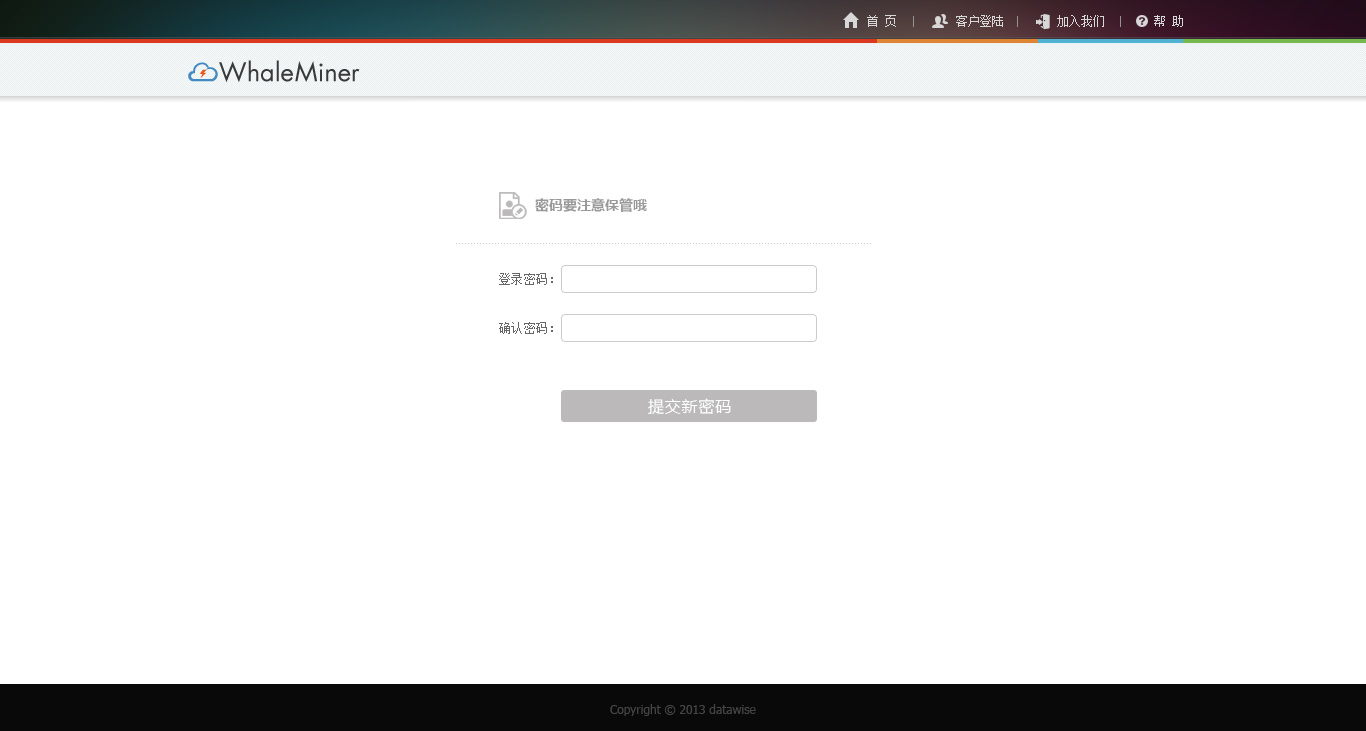 首 页 | 客户登陆 | 加入我们 | 帮 助
WhaleMiner
密码要注意保管哦
登录密码：
确认密码：
提交新密码
Copyright © 2013 datawise